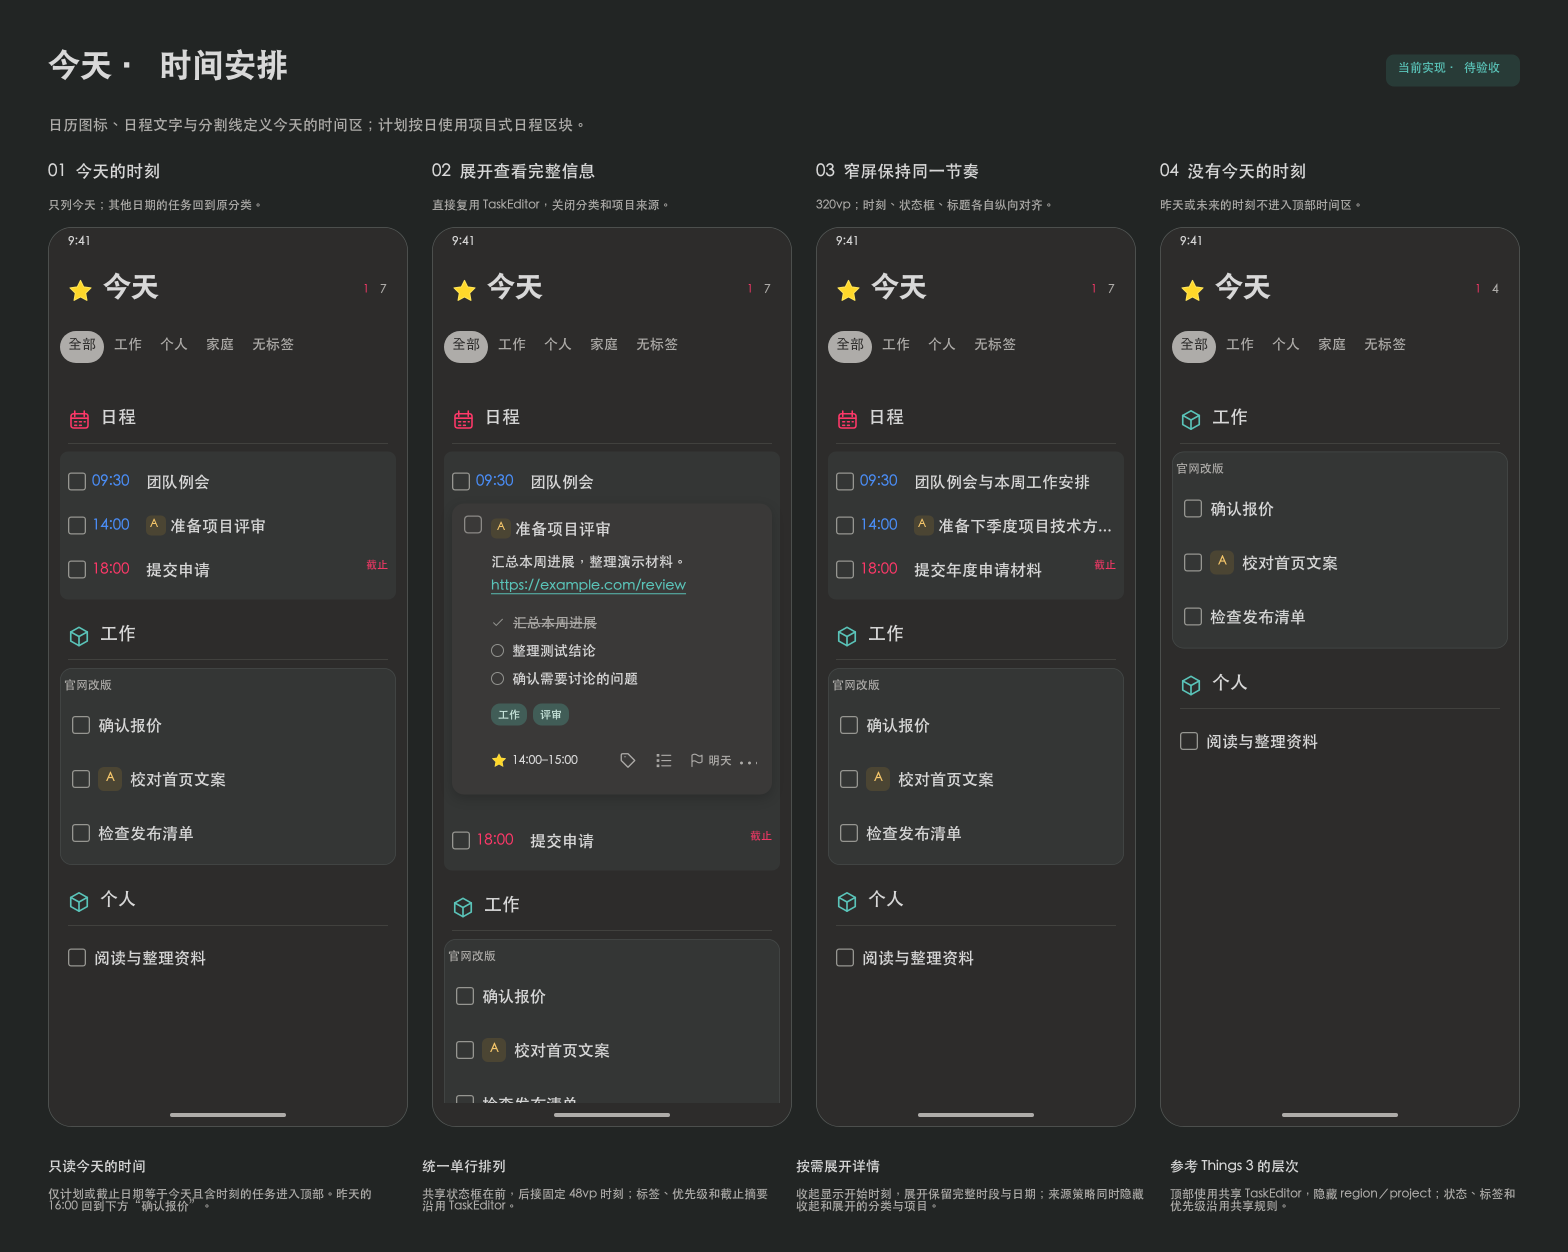 今天 · 时间安排
当前实现 · 待验收
日历图标、日程文字与分割线定义今天的时间区；计划按日使用项目式日程区块。
01 今天的时刻
只列今天；其他日期的任务回到原分类。
9:41
今天
1 7
全部 工作 个人 家庭 无标签
日程
09:30 团队例会
14:00 A 准备项目评审
18:00 提交申请 截止
工作
官网改版
确认报价
A 校对首页文案
检查发布清单
个人
阅读与整理资料
02 展开查看完整信息
直接复用 TaskEditor，关闭分类和项目来源。
9:41
今天
1 7
全部 工作 个人 家庭 无标签
日程
09:30 团队例会
A 准备项目评审
汇总本周进展，整理演示材料。
https://example.com/review
汇总本周进展
整理测试结论
确认需要讨论的问题
工作 评审
14:00–15:00 明天 ...
18:00 提交申请 截止
工作
官网改版
确认报价
A 校对首页文案
检查发布清单
03 窄屏保持同一节奏
320vp；时刻、状态框、标题各自纵向对齐。
9:41
今天
1 7
全部 工作 个人 无标签
日程
09:30 团队例会与本周工作安排
14:00 A 准备下季度项目技术方...
18:00 提交年度申请材料 截止
工作
官网改版
确认报价
A 校对首页文案
检查发布清单
个人
阅读与整理资料
04 没有今天的时刻
昨天或未来的时刻不进入顶部时间区。
9:41
今天
1 4
全部 工作 个人 家庭 无标签
工作
官网改版
确认报价
A 校对首页文案
检查发布清单
个人
阅读与整理资料
只读今天的时间
仅计划或截止日期等于今天且含时刻的任务进入顶部。昨天的
16:00 回到下方“确认报价”。
统一单行排列
共享状态框在前，后接固定 48vp 时刻；标签、优先级和截止摘要
沿用 TaskEditor。
按需展开详情
收起显示开始时刻，展开保留完整时段与日期；来源策略同时隐藏
收起和展开的分类与项目。
参考 Things 3 的层次
顶部使用共享 TaskEditor，隐藏 region／project；状态、标签和
优先级沿用共享规则。